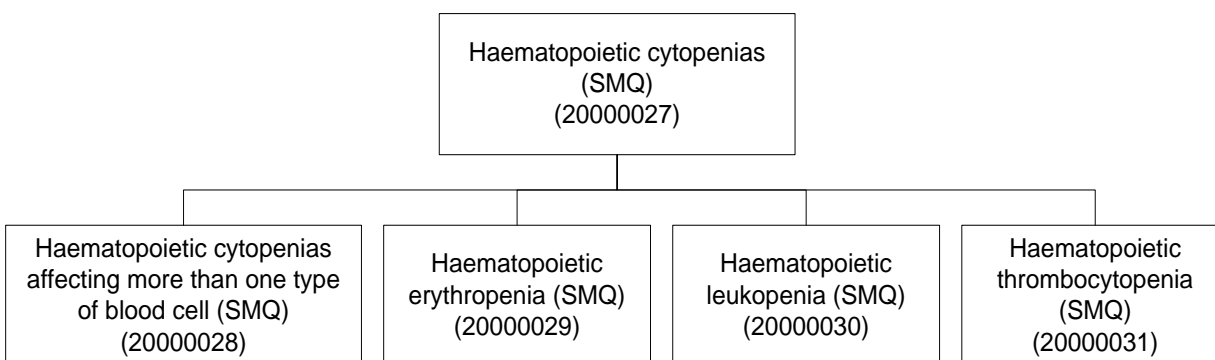 Haematopoietic cytopenias
(SMQ)
(20000027)
Haematopoietic cytopenias
affecting more than one type
of blood cell (SMQ)
(20000028)
Haematopoietic
erythropenia (SMQ)
(20000029)
Haematopoietic
leukopenia (SMQ)
(20000030)
Haematopoietic
thrombocytopenia
(SMQ)
(20000031)